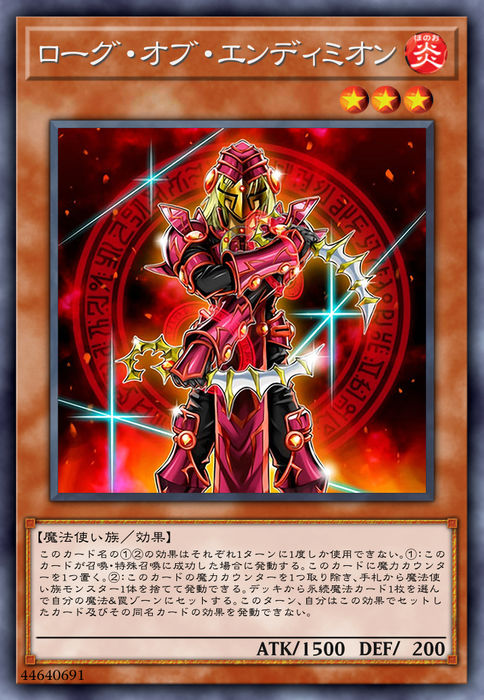 ローグ・オブ・エンディミオン
ほのお
炎
【魔法使い族／効果】
このカード名の①②の効果はそれぞれ1ターンに1度しか使用できない。①：この
カードが召喚・特殊召喚に成功した場合に発動する。このカードに魔力カウンタ
ーを1つ置く。②：このカードの魔力カウンターを1つ取り除き、手札から魔法使
い族モンスター1体を捨てて発動できる。デッキから永続魔法カード1枚を選ん
で自分の魔法&罠ゾーンにセットする。このターン、自分はこの効果でセットし
たカード及びその同名カードの効果を発動できない。
ATK/1500 DEF/ 200
44640691